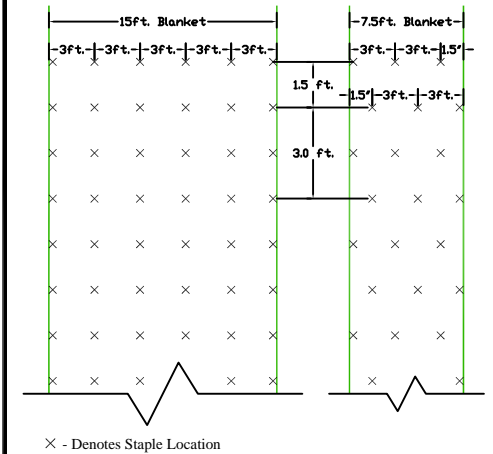 15ft. Blanket
7.5ft. Blanket
3ft. 3ft. 3ft. 3ft. 3ft.
3ft. 3ft. 1.5"
1.5 ft.
1.5" 3ft. 3ft.
3.0 ft.
× - Denotes Staple Location